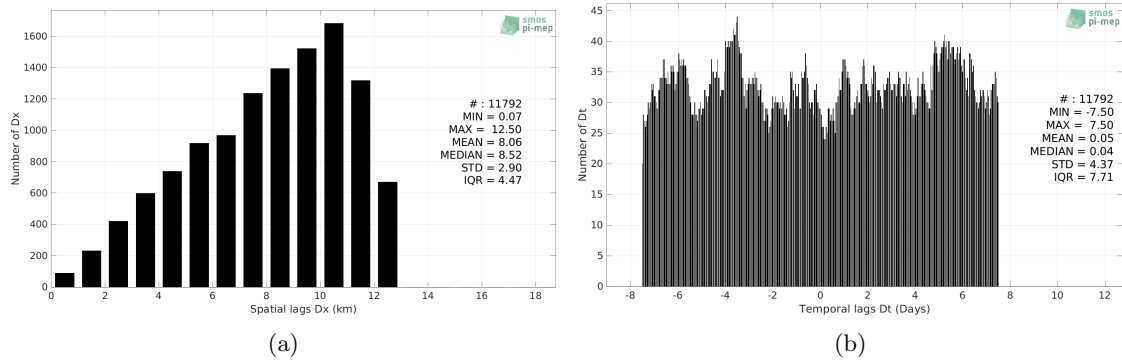 smos
pi-mep
1600
1400
1200
1000
800
600
400
200
0
Number of Dx
# : 11792
MIN = 0.07
MAX = 12.50
MEAN = 8.06
MEDIAN = 8.52
STD = 2.90
IQR = 4.47
0 2 4 6 8 10 12 14 16 18
Spatial lags Dx (km)
(a)
smos
pi-mep
45
40
35
30
25
20
15
10
5
0
Number of Dt
# : 11792
MIN = -7.50
MAX = 7.50
MEAN = 0.05
MEDIAN = 0.04
STD = 4.37
IQR = 7.71
-8 -6 -4 -2 0 2 4 6 8 10 12
Temporal lags Dt (Days)
(b)